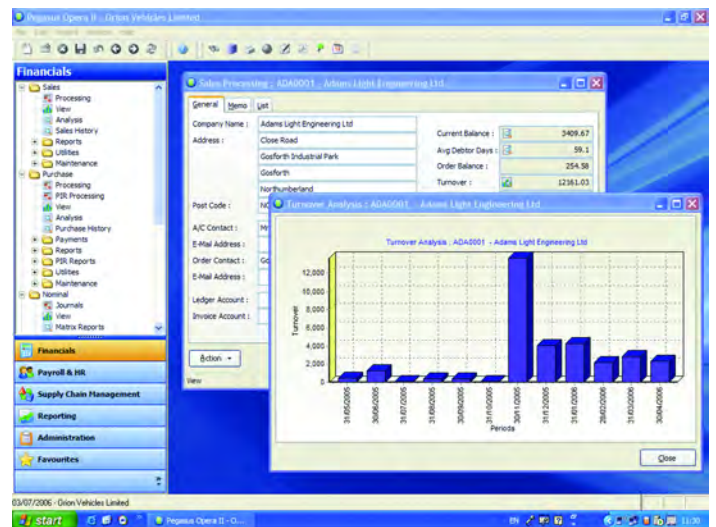 Pegasus Opera II - Orion Vehicles Limited
Financials
Sales
Processing
View
Analysis
Sales History
Reports
Utilities
Maintenance
Purchase
Processing
PIR Processing
View
Analysis
Purchase History
Payments
Reports
PIR Reports
Utilities
Maintenance
Nominal
Journals
View
Matrix Reports
Financials
Payroll & HR
Supply Chain Management
Reporting
Administration
Favourites
Sales Processing : ADA0001 - Adams Light Engineering Ltd
General Memo List
Company Name : Adams Light Engineering Ltd
Address : Close Road
Gosforth Industrial Park
Gosforth
Northumberland
Post Code :
A/C Contact :
E-Mail Address :
Order Contact :
E-Mail Address :
Ledger Account :
Invoice Account :
Current Balance : 3409.67
Avg Debtor Days : 59.1
Order Balance : 254.58
Turnover : 12161.03
Action
View
Turnover Analysis : ADA0001 - Adams Light Engineering Ltd
Turnover Analysis : ADA0001 - Adams Light Engineering Ltd
Turnover
12,000
10,000
8,000
6,000
4,000
2,000
0
31/05/2005
30/06/2005
31/07/2005
31/08/2005
30/09/2005
31/10/2005
30/11/2005
31/12/2005
31/01/2006
28/02/2006
31/03/2006
30/04/2006
Periods
Close
03/07/2006 - Orion Vehicles Limited
start
Pegasus Opera II - O...
EN
11:30